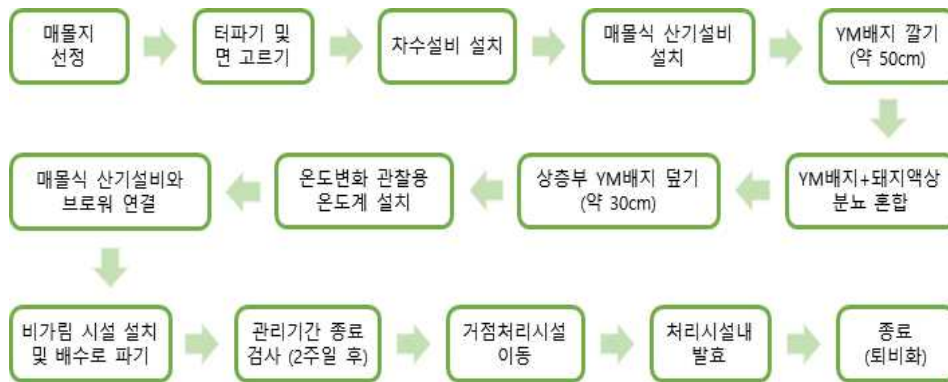 매몰지
선정
터파기 및
면 고르기
차수설비 설치
매몰식 산기설비
설치
YM배지 깔기
(약 50cm)
YM배지+돼지액상
분뇨 혼합
상층부 YM배지 덮기
(약 30cm)
온도변화 관찰용
온도계 설치
매몰식 산기설비와
브로워 연결
비가림 시설 설치
및 배수로 파기
관리기간 종료
검사 (2주일 후)
거점처리시설
이동
처리시설내
발효
종료
(퇴비화)